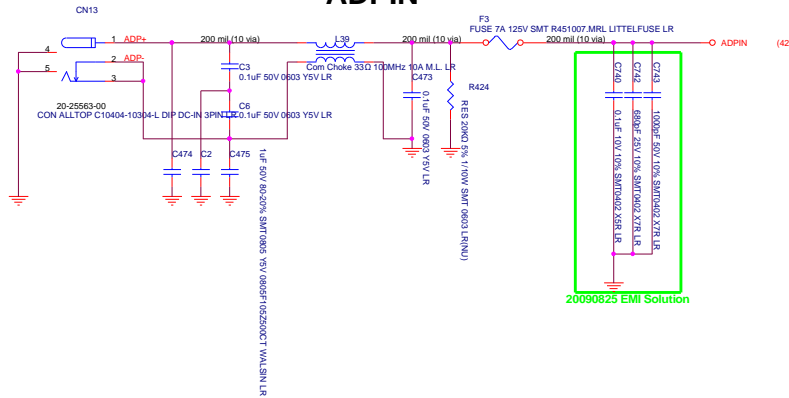 ADPIN
CN13
F3
FUSE 7A 125V SMT R451007.MRL LITTELFUSE LR
1 ADP+
200 mil (10 via)
L39
200 mil (10 via)
200 mil (10 via)
ADPIN
(42
4
2 ADP-
5
3
C3
0.1uF 50V 0603 Y5V LR
Com Choke 33Ω 100MHz 10A M.L. LR
C473
0.1uF 50V 0603 Y5V LR
R424
RES 20KΩ 5% 1/10W SMT 0603 LR(NU)
C740
C742
C743
0.1uF 10V 10% SMT0402 X5R LR
680pF 25V 10% SMT0402 X7R LR
1000pF 50V 10% SMT0402 X7R LR
20-25563-00
CON ALLTOP C10404-10304-L DIP DC-IN 3PIN LR
C6
0.1uF 50V 0603 Y5V LR
C474
C2
C475
1uF 50V 80-20% SMT0805 Y5V 0805F105Z500CT WALSIN LR
20090825 EMI Solution